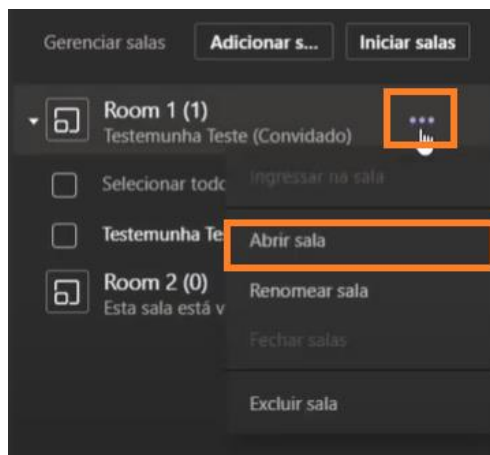 Gerenciar salas Adicionar s... Iniciar salas
Room 1 (1)
Testemunha Teste (Convidado)
Selecionar todo Ingressar na sala
Testemunha Te Abrir sala
Room 2 (0) Renomear sala
Esta sala está v
Fechar salas
Excluir sala